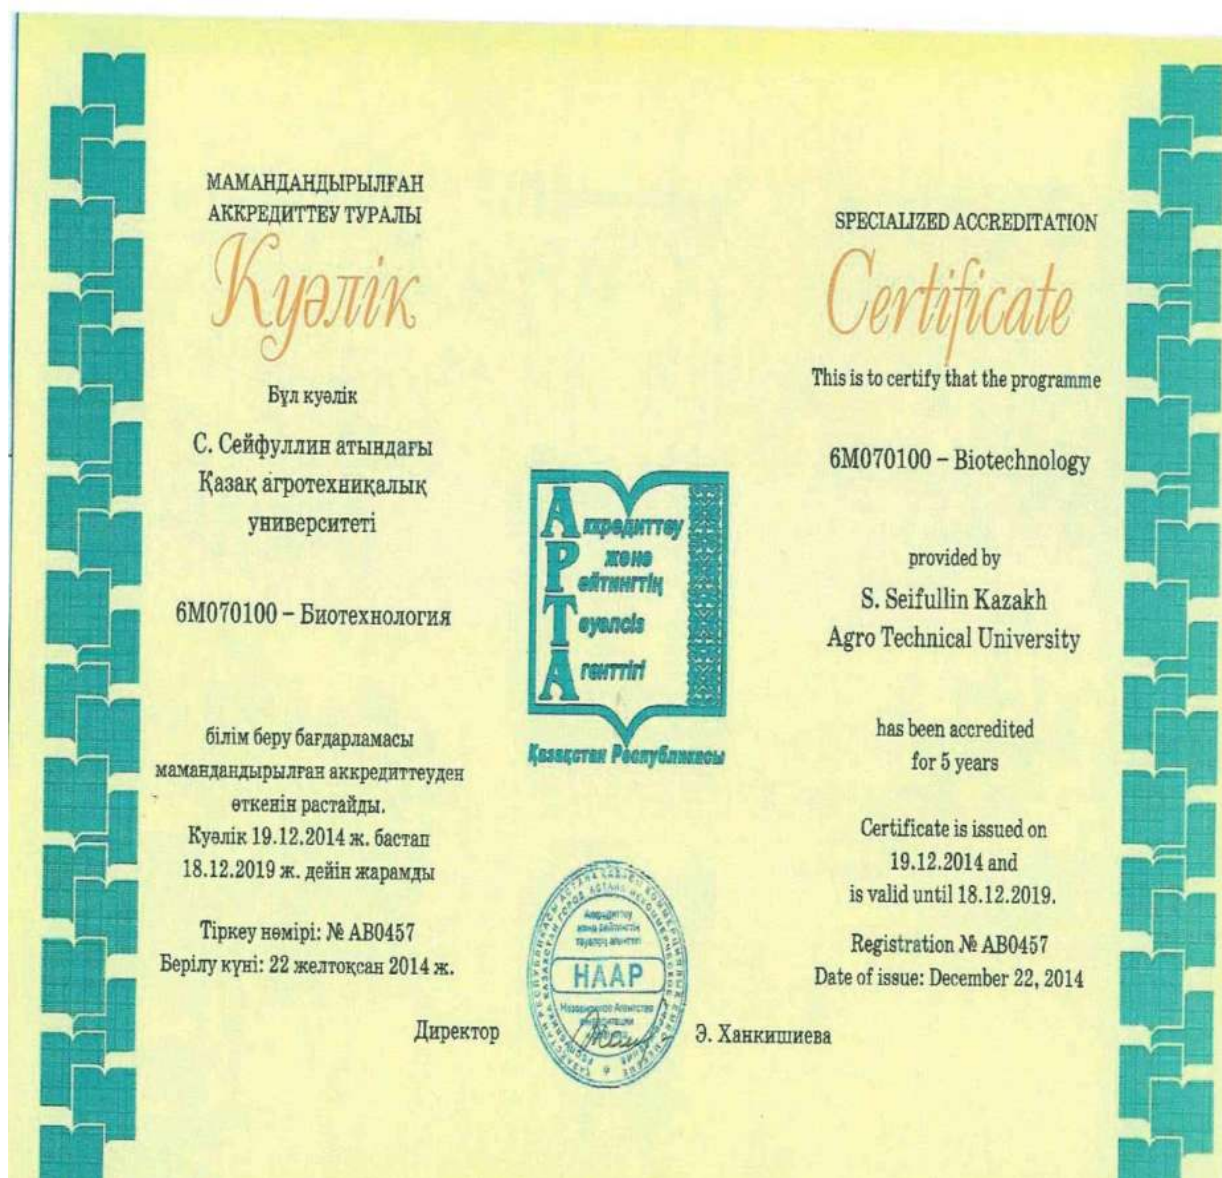 МАМАНДАНДЫРЫЛҒАН
АККРЕДИТТЕУ ТУРАЛЫ
Куәлік
Бұл куәлік
С. Сейфуллин атындағы
Қазақ агротехникалық
университеті
6М070100 – Биотехнология
білім беру бағдарламасы
мамандандырылған аккредиттеуден
өткенін растайды.
Куәлік 19.12.2014 ж. бастап
18.12.2019 ж. дейін жарамды
Тіркеу нөмірі: № АВ0457
Берілу күні: 22 желтоқсан 2014 ж.
Аккредиттеу
және
Рейтингтің
Тәуелсіз
Агенттігі
Қазақстан Республикасы
SPECIALIZED ACCREDITATION
Certificate
This is to certify that the programme
6M070100 – Biotechnology
provided by
S. Seifullin Kazakh
Agro Technical University
has been accredited
for 5 years
Certificate is issued on
19.12.2014 and
is valid until 18.12.2019.
Registration № AB0457
Date of issue: December 22, 2014
Директор
НААР
Э. Ханкишиева